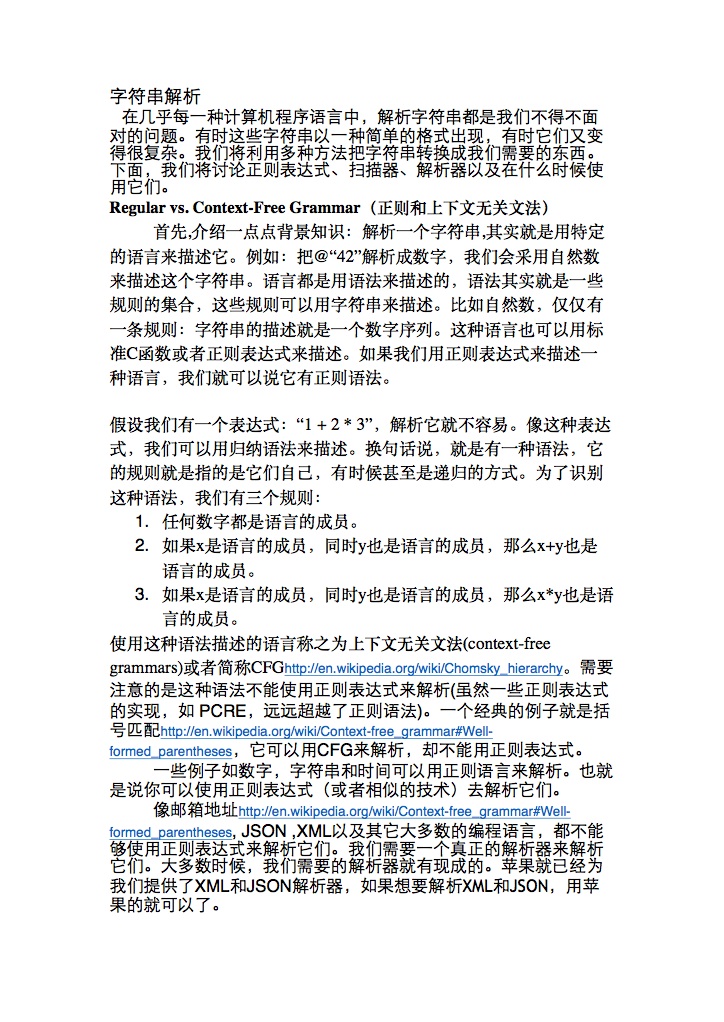 字符串解析
在几乎每一种计算机程序语言中，解析字符串都是我们不得不面
对的问题。有时这些字符串以一种简单的格式出现，有时它们又变
得很复杂。我们将利用多种方法把字符串转换成我们需要的东西。
下面，我们将讨论正则表达式、扫描器、解析器以及在什么时候使
用它们。
Regular vs. Context-Free Grammar（正则和上下文无关文法）
首先,介绍一点点背景知识：解析一个字符串,其实就是用特定
的语言来描述它。例如：把@“42”解析成数字，我们会采用自然数
来描述这个字符串。语言都是用语法来描述的，语法其实就是一些
规则的集合，这些规则可以用字符串来描述。比如自然数，仅仅有
一条规则：字符串的描述就是一个数字序列。这种语言也可以用标
准C函数或者正则表达式来描述。如果我们用正则表达式来描述一
种语言，我们就可以说它有正则语法。
假设我们有一个表达式：“1 + 2 * 3”，解析它就不容易。像这种表达
式，我们可以用归纳语法来描述。换句话说，就是有一种语法，它
的规则就是指的是它们自己，有时候甚至是递归的方式。为了识别
这种语法，我们有三个规则：
1. 任何数字都是语言的成员。
2. 如果x是语言的成员，同时y也是语言的成员，那么x+y也是
语言的成员。
3. 如果x是语言的成员，同时y也是语言的成员，那么x*y也是语
言的成员。
使用这种语法描述的语言称之为上下文无关文法(context-free
grammars)或者简称CFGhttp://en.wikipedia.org/wiki/Chomsky_hierarchy。需要
注意的是这种语法不能使用正则表达式来解析(虽然一些正则表达式
的实现，如 PCRE，远远超越了正则语法)。一个经典的例子就是括
号匹配http://en.wikipedia.org/wiki/Context-free_grammar#Well-
formed_parentheses，它可以用CFG来解析，却不能用正则表达式。
一些例子如数字，字符串和时间可以用正则语言来解析。也就
是说你可以使用正则表达式（或者相似的技术）去解析它们。
像邮箱地址http://en.wikipedia.org/wiki/Context-free_grammar#Well-
formed_parentheses, JSON ,XML以及其它大多数的编程语言，都不能
够使用正则表达式来解析它们。我们需要一个真正的解析器来解析
它们。大多数时候，我们需要的解析器就有现成的。苹果就已经为
我们提供了XML和JSON解析器，如果想要解析XML和JSON，用苹
果的就可以了。